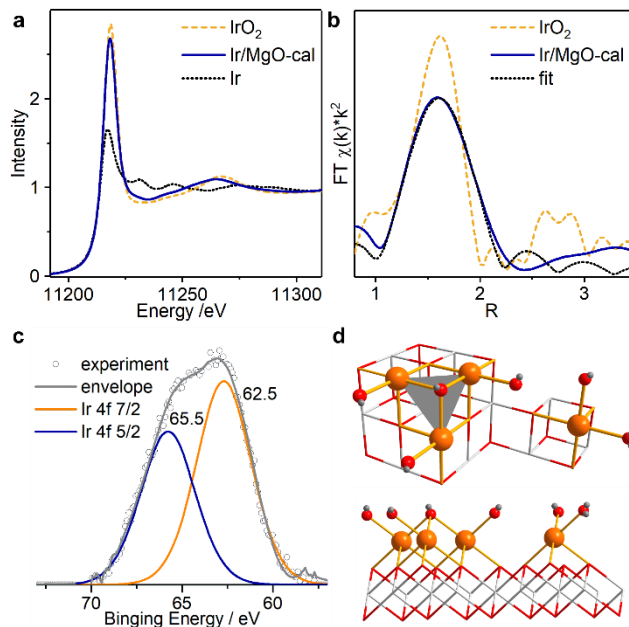 a
IrO₂
Ir/MgO-cal
Ir
2
1
0
Intensity
11200
11250
11300
Energy /eV
b
IrO₂
Ir/MgO-cal
fit
FT χ(k)*k²
1
2
3
R
c
experiment
envelope
Ir 4f 7/2
Ir 4f 5/2
62.5
65.5
70
65
60
Binging Energy / eV
d